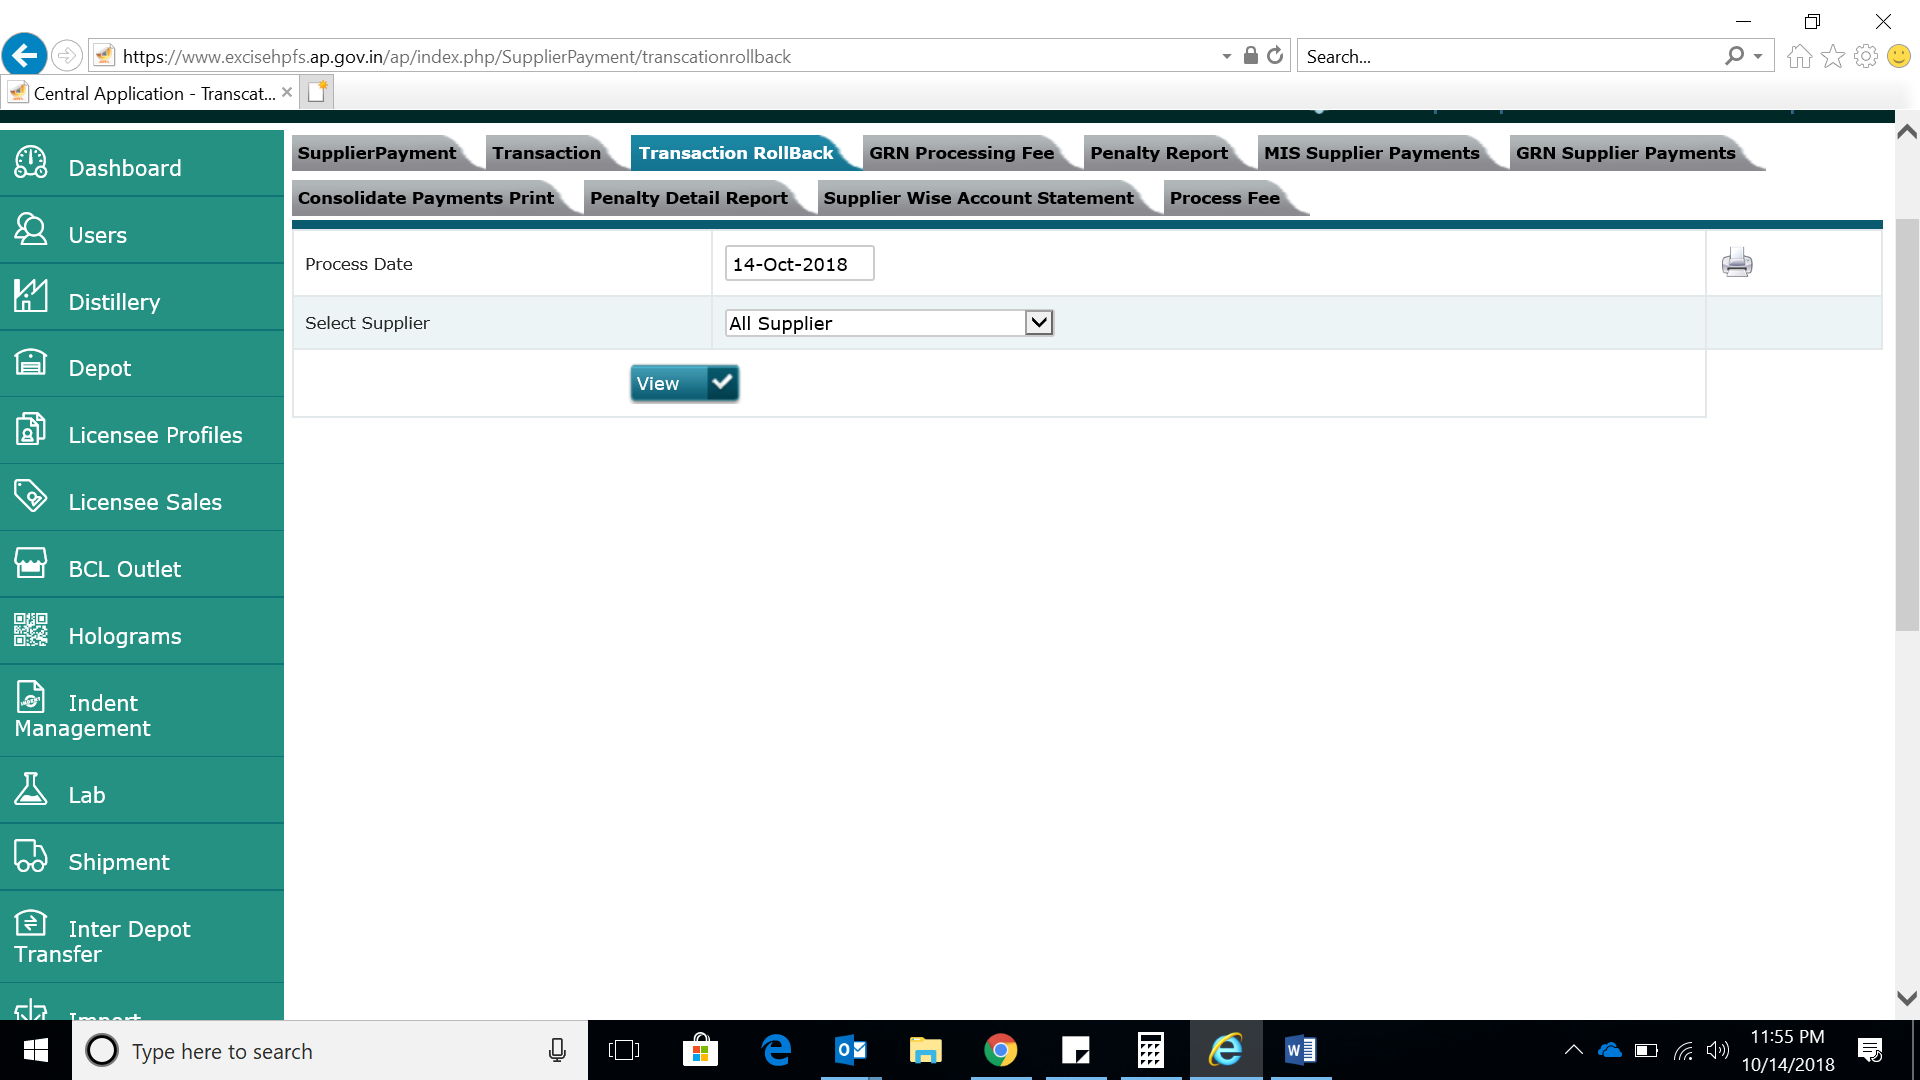 https://www.excisehpfs.ap.gov.in/ap/index.php/SupplierPayment/transcationrollback
Search...
Central Application - Transcat...
Dashboard
Users
Distillery
Depot
Licensee Profiles
Licensee Sales
BCL Outlet
Holograms
Indent
Management
Lab
Shipment
Inter Depot
Transfer
Import
SupplierPayment Transaction Transaction RollBack GRN Processing Fee Penalty Report MIS Supplier Payments GRN Supplier Payments
Consolidate Payments Print Penalty Detail Report Supplier Wise Account Statement Process Fee
Process Date 14-Oct-2018
Select Supplier All Supplier
View
Type here to search
11:55 PM
10/14/2018